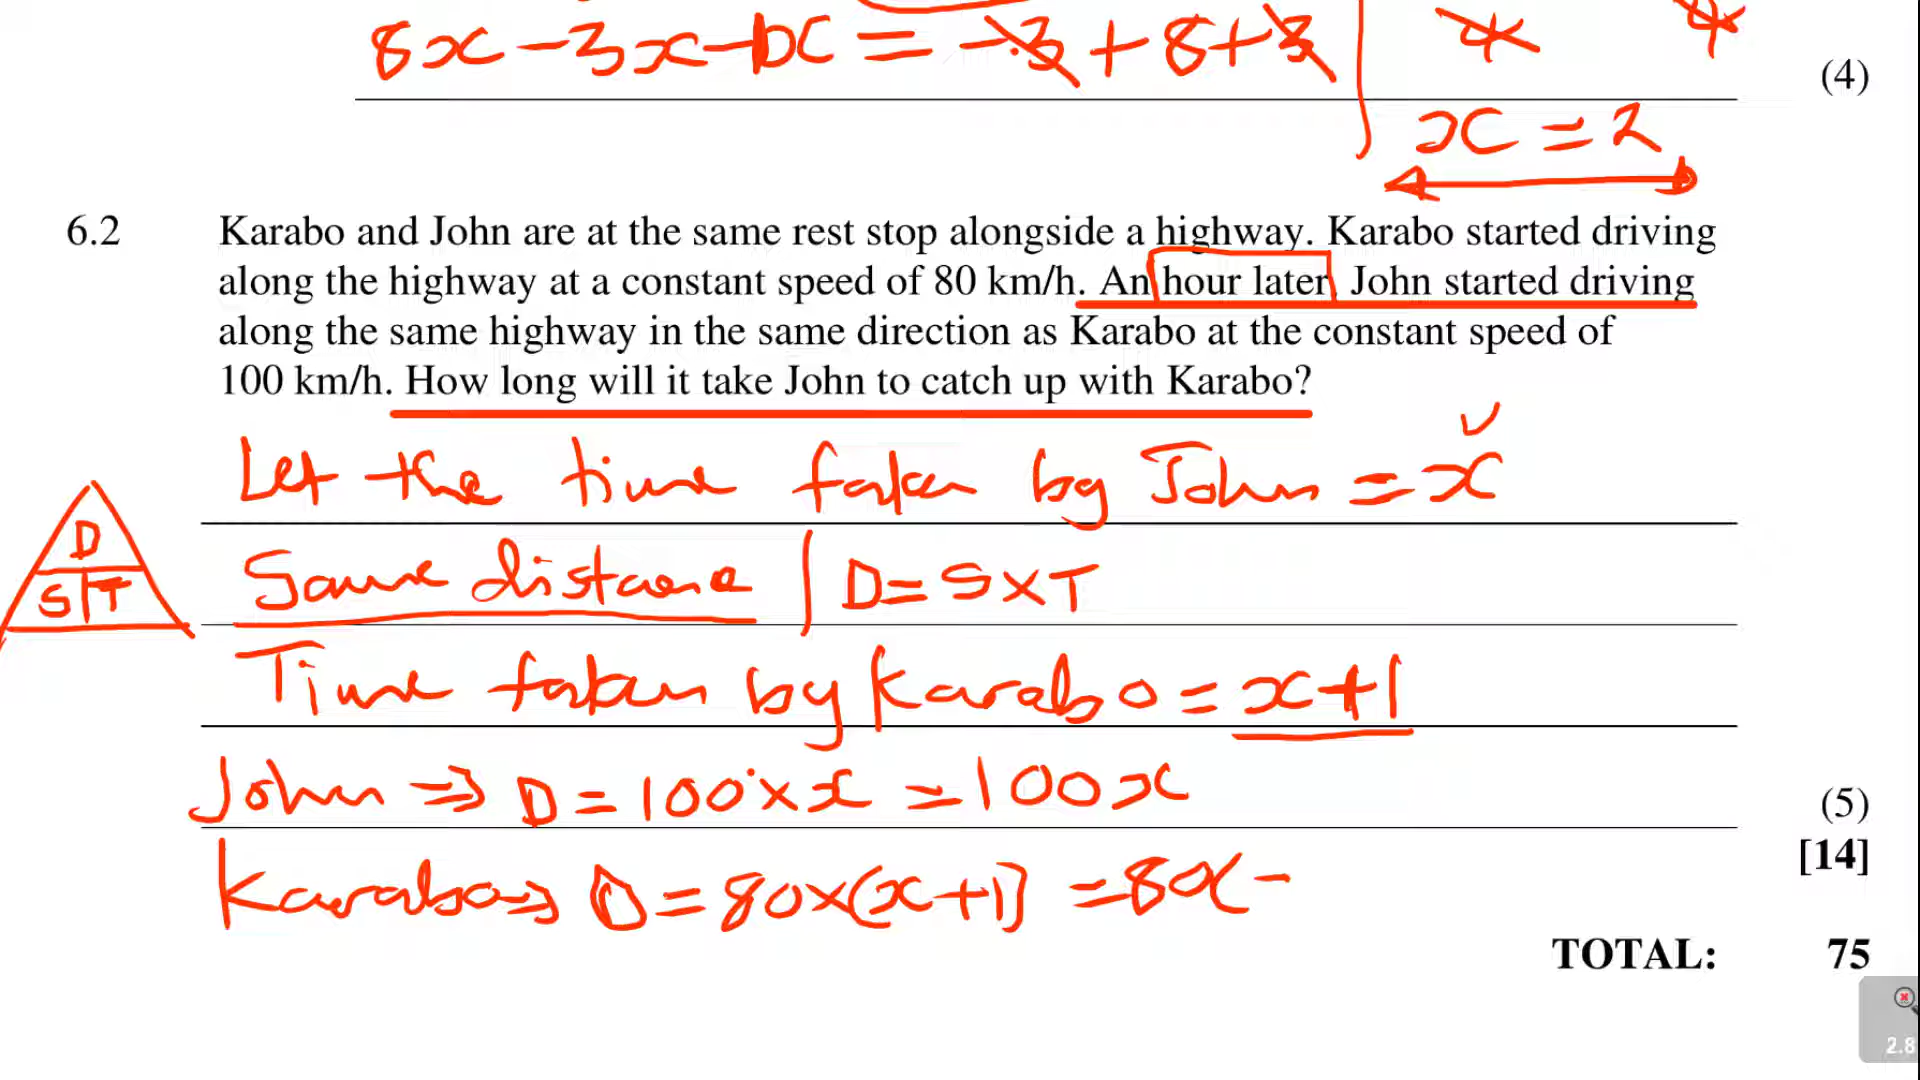 8x - 3x - 1x = -3 + 8 + 3
(4)
x = 2
6.2 Karabo and John are at the same rest stop alongside a highway. Karabo started driving
along the highway at a constant speed of 80 km/h. An hour later, John started driving
along the same highway in the same direction as Karabo at the constant speed of
100 km/h. How long will it take John to catch up with Karabo?
Let the time taken by John = x
D
S T
Same distance D = S X T
Time taken by Karabo = x + 1
John ⇒ D = 100 × x = 100x
(5)
[14]
Karabo ⇒ D = 80 × (x + 1) = 80x -
TOTAL: 75
2.8